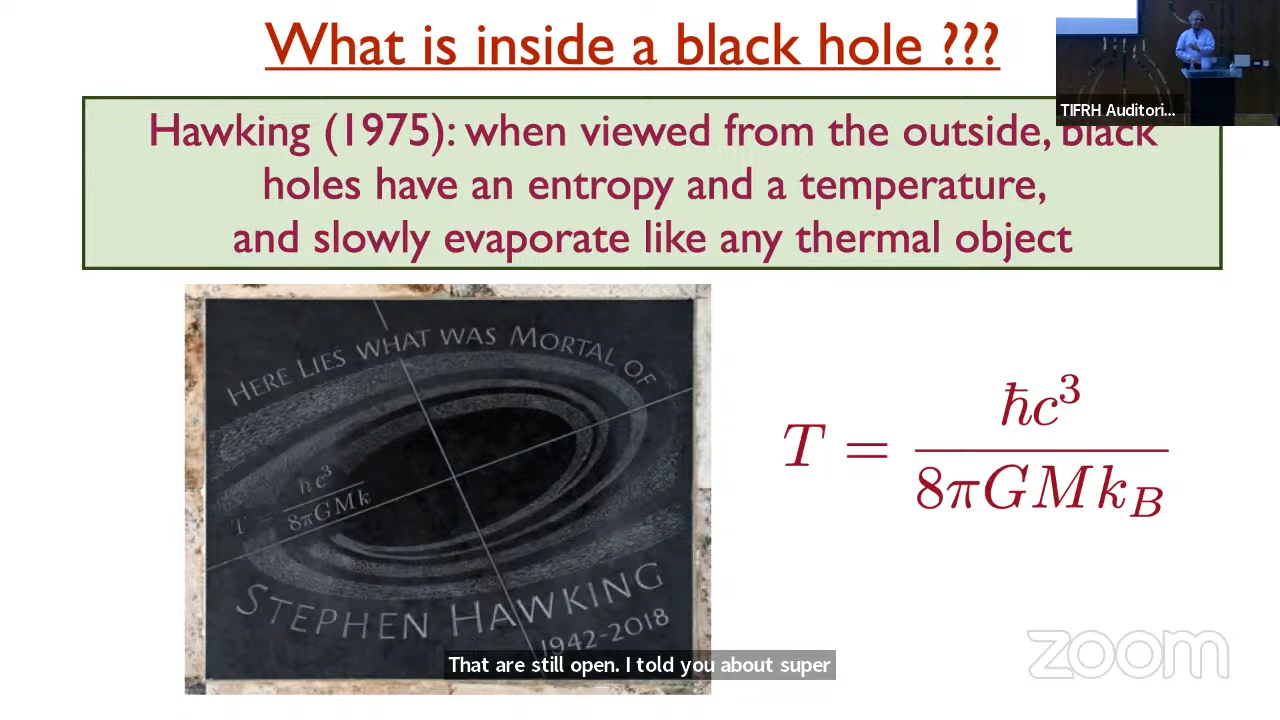 What is inside a black hole ???
TIFRH Auditori...
Hawking (1975): when viewed from the outside, black
holes have an entropy and a temperature,
and slowly evaporate like any thermal object
HERE LIES WHAT WAS MORTAL OF
T = ħc³ / 8πGMk
STEPHEN HAWKING
1942-2018
T = ħc³ / 8πGMk_B
That are still open. I told you about super
zoom